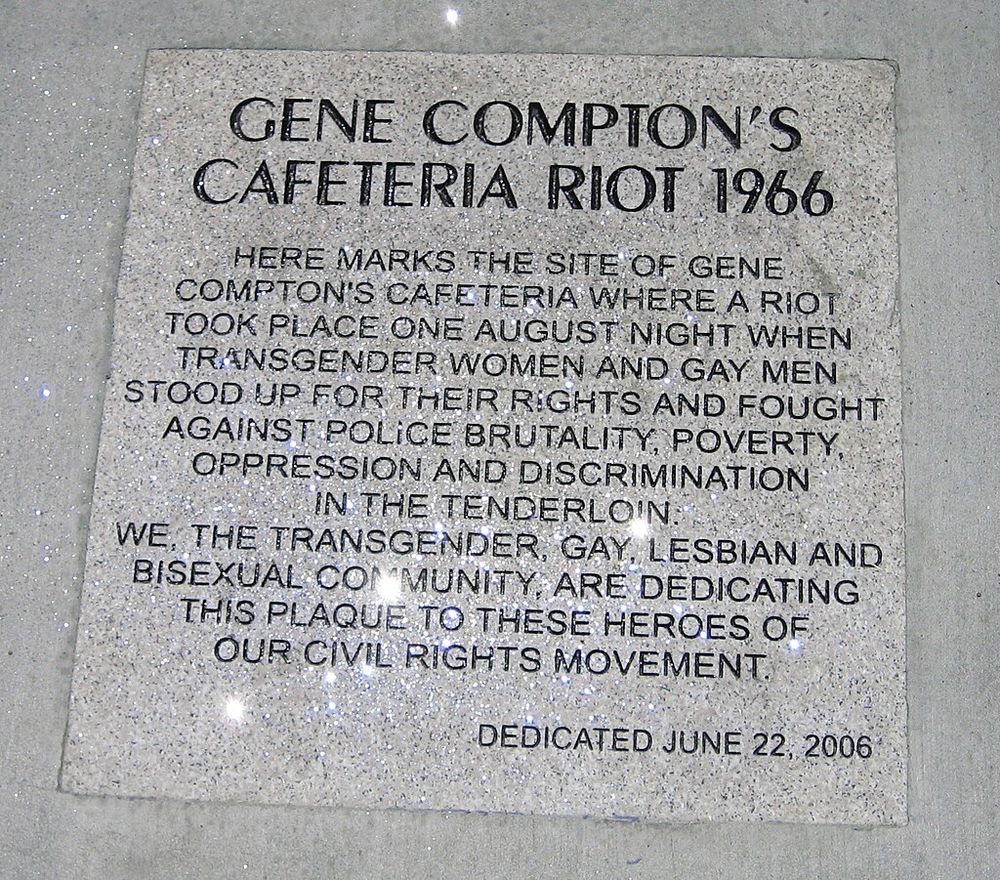 GENE COMPTON'S
CAFETERIA RIOT 1966
HERE MARKS THE SITE OF GENE
COMPTON'S CAFETERIA WHERE A RIOT
TOOK PLACE ONE AUGUST NIGHT WHEN
TRANSGENDER WOMEN AND GAY MEN
STOOD UP FOR THEIR RIGHTS AND FOUGHT
AGAINST POLICE BRUTALITY, POVERTY,
OPPRESSION AND DISCRIMINATION
IN THE TENDERLOIN.
WE, THE TRANSGENDER, GAY, LESBIAN AND
BISEXUAL COMMUNITY, ARE DEDICATING
THIS PLAQUE TO THESE HEROES OF
OUR CIVIL RIGHTS MOVEMENT.
DEDICATED JUNE 22, 2006